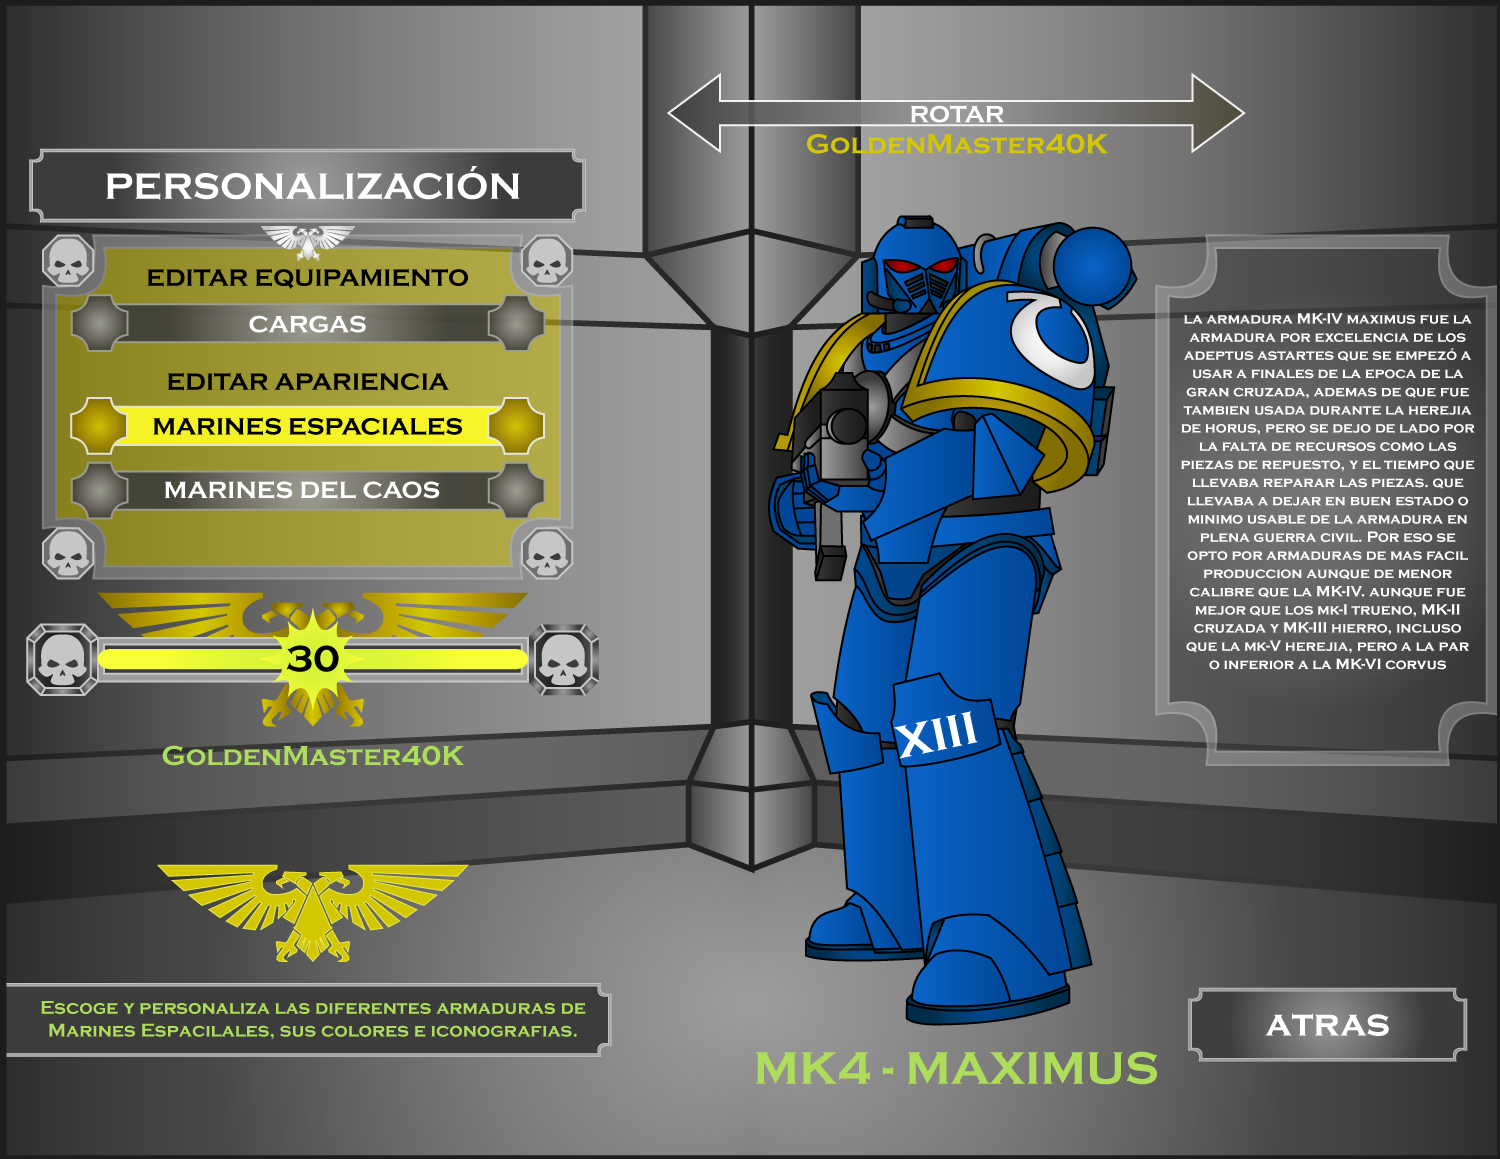 ROTAR
GoldenMaster40K
PERSONALIZACIÓN
EDITAR EQUIPAMIENTO
CARGAS
EDITAR APARIENCIA
MARINES ESPACIALES
MARINES DEL CAOS
30
GoldenMaster40K
Escoge y personaliza las diferentes armaduras de
Marines Espacilales, sus colores e iconografias.
XIII
MK4 - MAXIMUS
LA ARMADURA MK-IV MAXIMUS FUE LA
ARMADURA POR EXCELENCIA DE LOS
ADEPTUS ASTARTES QUE SE EMPEZÓ A
USAR A FINALES DE LA EPOCA DE LA
GRAN CRUZADA, ADEMAS DE QUE FUE
TAMBIEN USADA DURANTE LA HEREJIA
DE HORUS, PERO SE DEJO DE LADO POR
LA FALTA DE RECURSOS COMO LAS
PIEZAS DE REPUESTO, Y EL TIEMPO QUE
LLEVABA REPARAR LAS PIEZAS. QUE
LLEVABA A DEJAR EN BUEN ESTADO O
MINIMO USABLE DE LA ARMADURA EN
PLENA GUERRA CIVIL. POR ESO SE
OPTO POR ARMADURAS DE MAS FACIL
PRODUCCION AUNQUE DE MENOR
CALIBRE QUE LA MK-IV. AUNQUE FUE
MEJOR QUE LOS MK-I TRUENO, MK-II
CRUZADA Y MK-III HIERRO, INCLUSO
QUE LA MK-V HEREJIA, PERO A LA PAR
O INFERIOR A LA MK-VI CORVUS
ATRAS